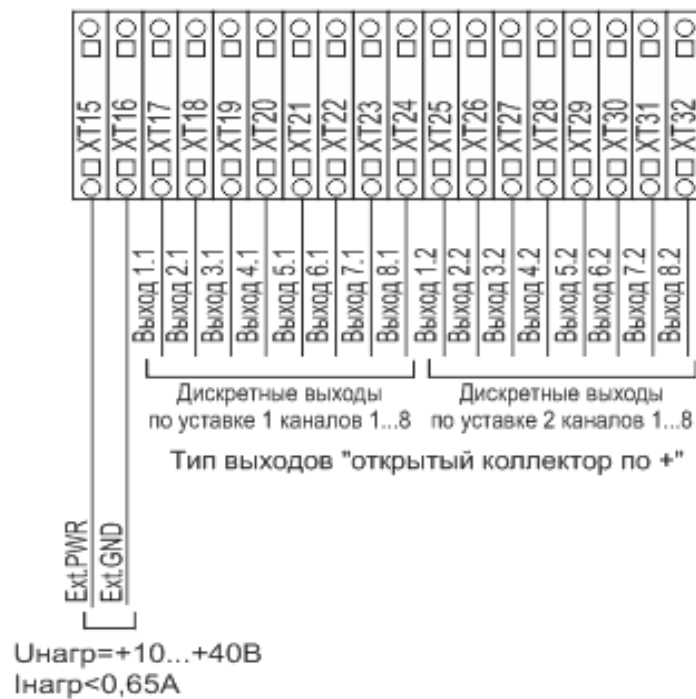 XT15
XT16
XT17
XT18
XT19
XT20
XT21
XT22
XT23
XT24
XT25
XT26
XT27
XT28
XT29
XT30
XT31
XT32
Выход 1.1
Выход 2.1
Выход 3.1
Выход 4.1
Выход 5.1
Выход 6.1
Выход 7.1
Выход 8.1
Выход 1.2
Выход 2.2
Выход 3.2
Выход 4.2
Выход 5.2
Выход 6.2
Выход 7.2
Выход 8.2
Дискретные выходы
по уставке 1 каналов 1...8
Дискретные выходы
по уставке 2 каналов 1...8
Тип выходов "открытый коллектор по +"
Ext.PWR
Ext.GND
Uнагр=+10...+40В
Iнагр<0,65А